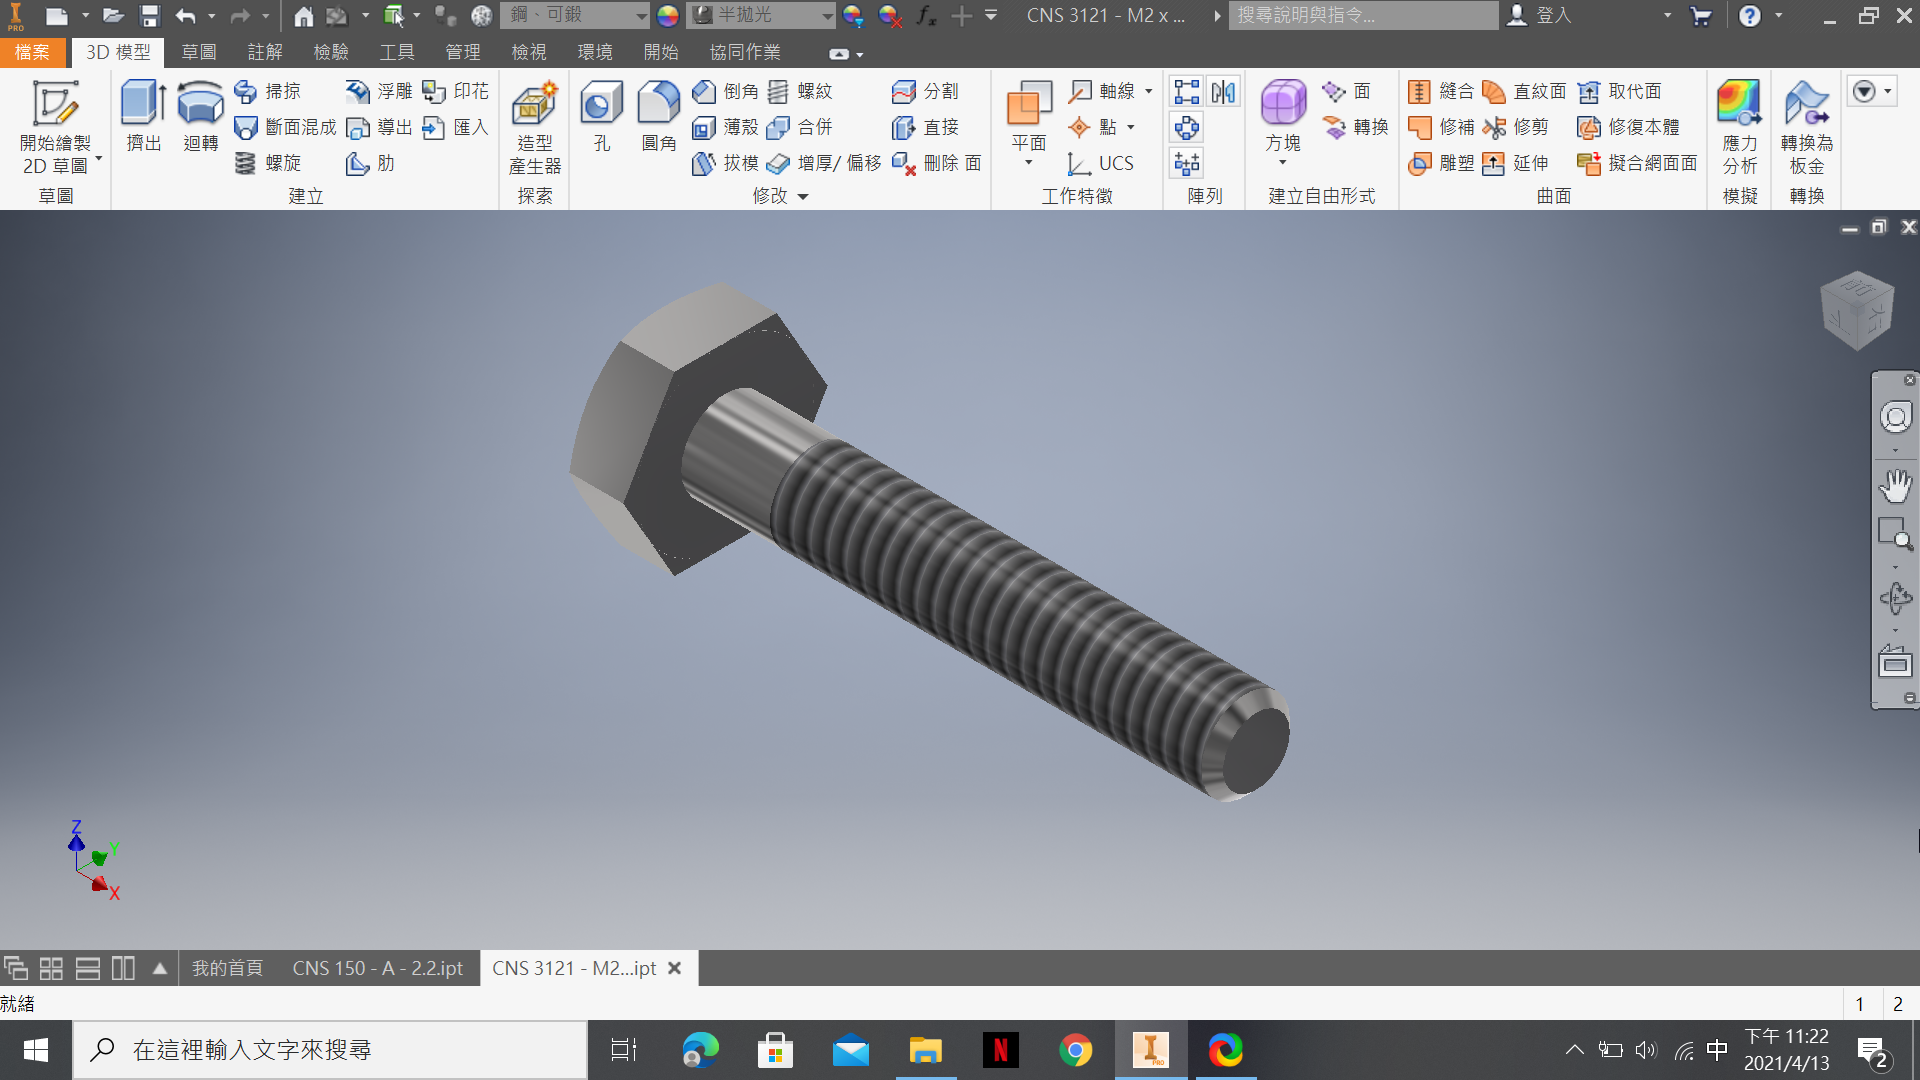 PRO
鋼、可鍛
半拋光
fx
CNS 3121 - M2 x ...
搜尋說明與指令...
登入
檔案
3D 模型
草圖
註解
檢驗
工具
管理
檢視
環境
開始
協同作業
開始繪製
2D 草圖
草圖
擠出
迴轉
掃掠
斷面混成
螺旋
浮雕
導出
肋
印花
匯入
建立
造型
產生器
探索
孔
圓角
倒角
薄殼
拔模
螺紋
合併
增厚/ 偏移
分割
直接
刪除 面
修改
平面
軸線
點
UCS
工作特徵
陣列
方塊
面
轉換
建立自由形式
縫合
修補
雕塑
直紋面
修剪
延伸
取代面
修復本體
擬合網面面
曲面
應力
分析
模擬
轉換為
板金
轉換
Z
Y
X
我的首頁
CNS 150 - A - 2.2.ipt
CNS 3121 - M2...ipt
就緒
1
2
在這裡輸入文字來搜尋
N
I
PRO
中
下午 11:22
2021/4/13
2